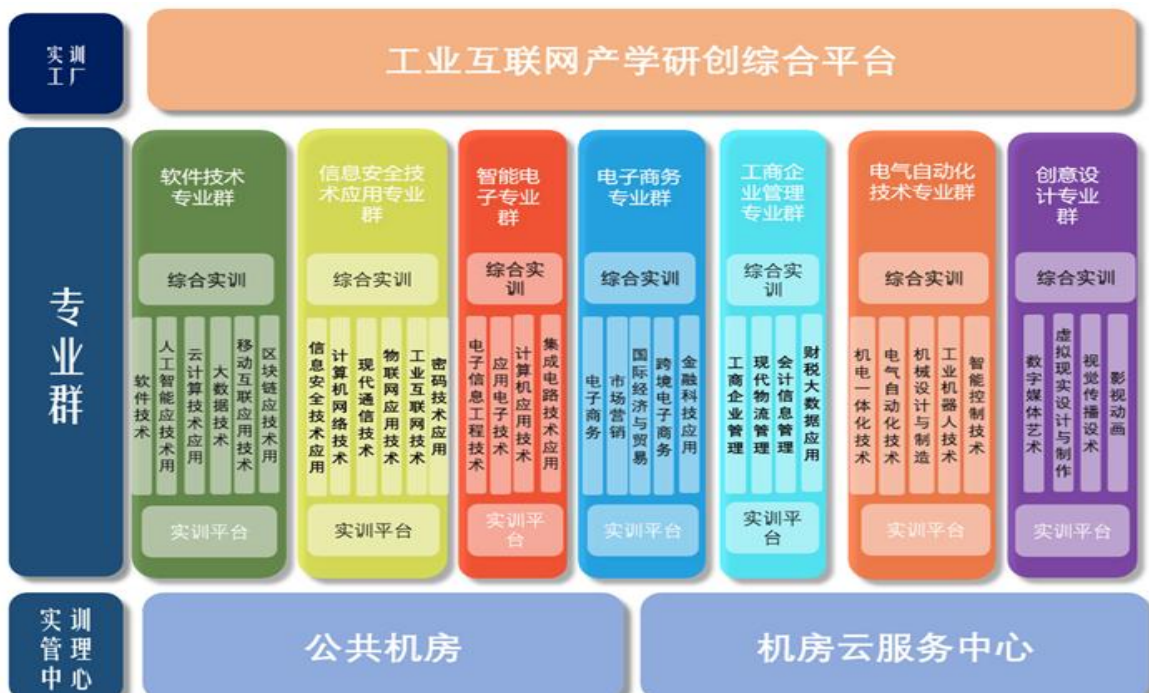 实训
工厂
工业互联网产学研创综合平台
专业群
软件技术
专业群
综合实训
软件技术
人工智能应技术用
云计算技术应用
大数据技术
移动互联应用技术
区块链应技术用
实训平台
信息安全技
术应用专业
群
综合实训
信息安全技术应用
计算机网络技术
现代通信技术
物联网应用技术
工业互联网技术
密码技术应用
实训平台
智能电
子专业
群
综合实
训
电子信息工程技术
应用电子技术
计算机应用技术
集成电路技术应用
实训平
台
电子商务
专业群
综合实训
电子商务
市场营销
国际经济与贸易
跨境电子商务
金融科技应用
实训平台
工商企
业管理
专业群
综合实
训
工商企业管理
现代物流管理
会计信息管理
财税大数据应用
实训平
台
电气自动化
技术专业群
综合实训
机电一体化技术
电气自动化技术
机械设计与制造
工业机器人技术
智能控制技术
实训平台
创意设
计专业
群
综合实训
数字媒体艺术
虚拟现实设计与制作
视觉传播设术
影视动画
实训平台
实训
管理
中心
公共机房
机房云服务中心